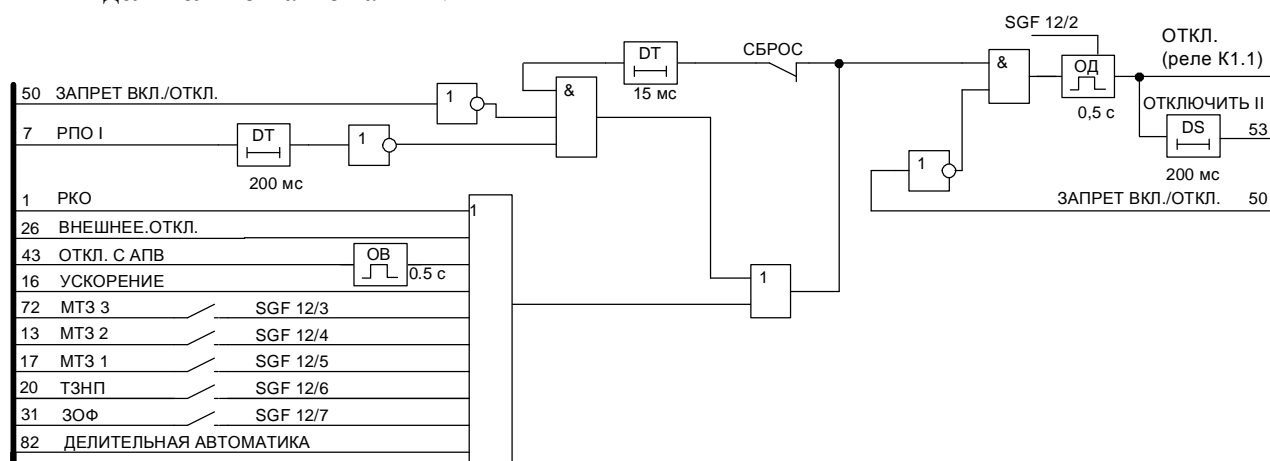 SGF 12/2
ОТКЛ.
(реле К1.1)
DT
СБРОС
&
ОД
15 мс
0,5 с
50 ЗАПРЕТ ВКЛ./ОТКЛ.
1
&
ОТКЛЮЧИТЬ II
7 РПО I
DT
1
DS
53
200 мс
1
200 мс
1 РКО
1
ЗАПРЕТ ВКЛ./ОТКЛ. 50
26 ВНЕШНЕЕ.ОТКЛ.
43 ОТКЛ. С АПВ
ОВ
0.5 с
1
16 УСКОРЕНИЕ
72 МТЗ 3 SGF 12/3
13 МТЗ 2 SGF 12/4
17 МТЗ 1 SGF 12/5
20 ТЗНП SGF 12/6
31 ЗОФ SGF 12/7
82 ДЕЛИТЕЛЬНАЯ АВТОМАТИКА